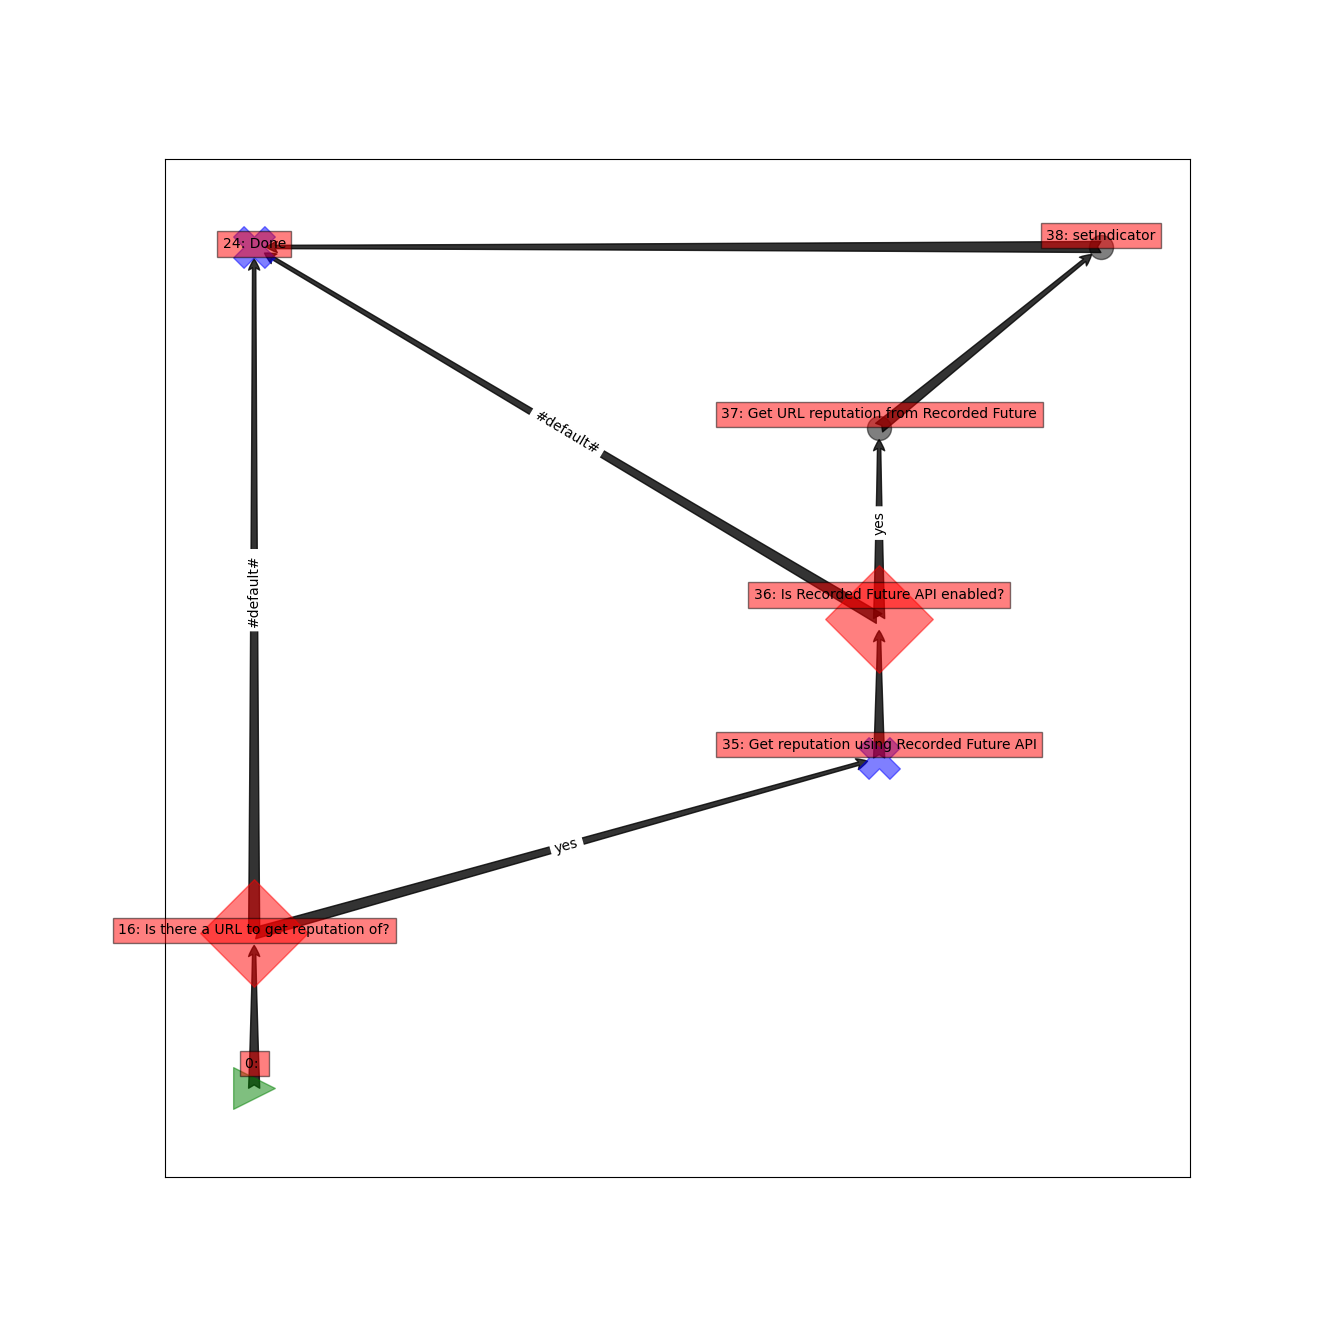 38: setIndicator
24: Done
37: Get URL reputation from Recorded Future
#default#
yes
36: Is Recorded Future API enabled?
#default#
35: Get reputation using Recorded Future API
yes
16: Is there a URL to get reputation of?
0: